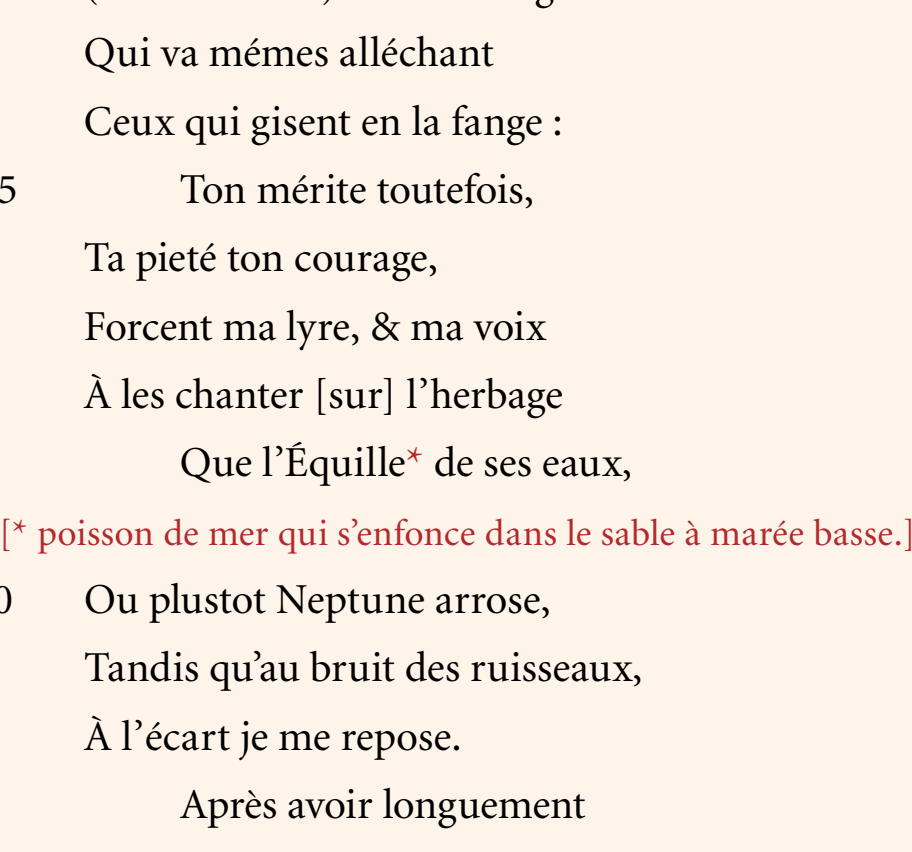 Qui va mémes alléchant
Ceux qui gisent en la fange :
5 Ton mérite toutefois,
Ta pieté ton courage,
Forcent ma lyre, & ma voix
À les chanter [sur] l’herbage
Que l’Équille* de ses eaux,
[* poisson de mer qui s’enfonce dans le sable à marée basse.]
0 Ou plustot Neptune arrose,
Tandis qu’au bruit des ruisseaux,
À l’écart je me repose.
Après avoir longuement